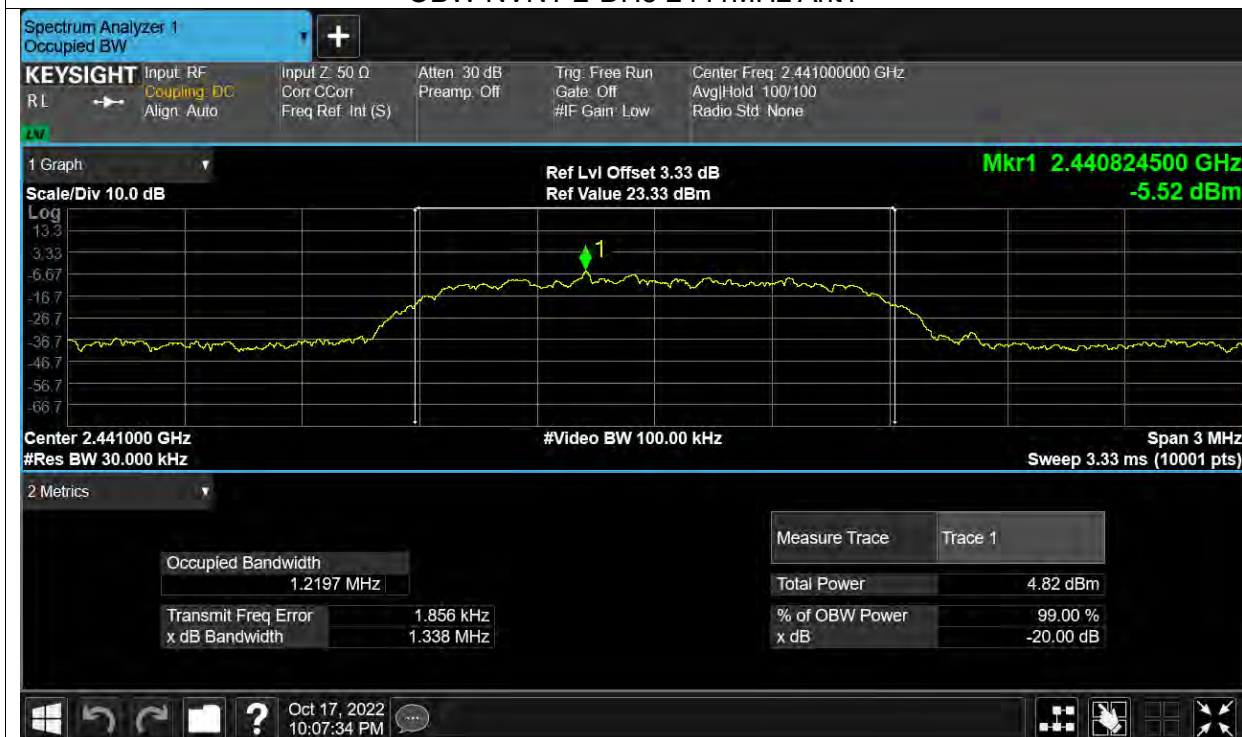 Spectrum Analyzer 1
Occupied BW
+
KEYSIGHT Input: RF Input Z: 50 Ω Atten: 30 dB Trig: Free Run Center Freq: 2.441000000 GHz
RL Coupling: DC Corr CCorr Preamp: Off Gate: Off Avg|Hold: 100/100
Align: Auto Freq Ref: Int (S) #IF Gain: Low Radio Std: None
1 Graph Ref Lvl Offset 3.33 dB Mkr1 2.440824500 GHz
Scale/Div 10.0 dB Ref Value 23.33 dBm -5.52 dBm
Log
13.3
3.33
1
-6.67
-16.7
-26.7
-36.7
-46.7
-56.7
-66.7
Center 2.441000 GHz #Video BW 100.00 kHz Span 3 MHz
#Res BW 30.000 kHz Sweep 3.33 ms (10001 pts)
2 Metrics
Measure Trace Trace 1
Occupied Bandwidth
1.2197 MHz Total Power 4.82 dBm
Transmit Freq Error 1.856 kHz % of OBW Power 99.00 %
x dB Bandwidth 1.338 MHz x dB -20.00 dB
? Oct 17, 2022
10:07:34 PM